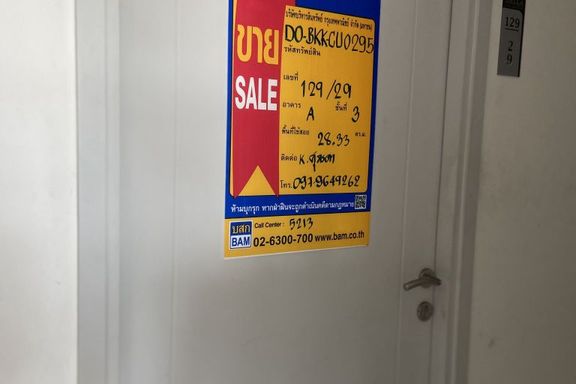 บริษัทบริหารสินทรัพย์ กรุงเทพพาณิชย์ จำกัด (มหาชน)
ขาย
SALE
DO-BKKCU0295
รหัสทรัพย์สิน
เลขที่ 129/29
อาคาร A ชั้นที่ 3
พื้นที่ใช้สอย 28.33 ตร.ม.
ติดต่อ K.
โทร. 0979649262
ห้ามบุกรุก หากฝ่าฝืนจะถูกดำเนินคดีตามกฎหมาย
บสก
BAM
Call Center : 5213
02-6300-700 www.bam.co.th
129
2
9